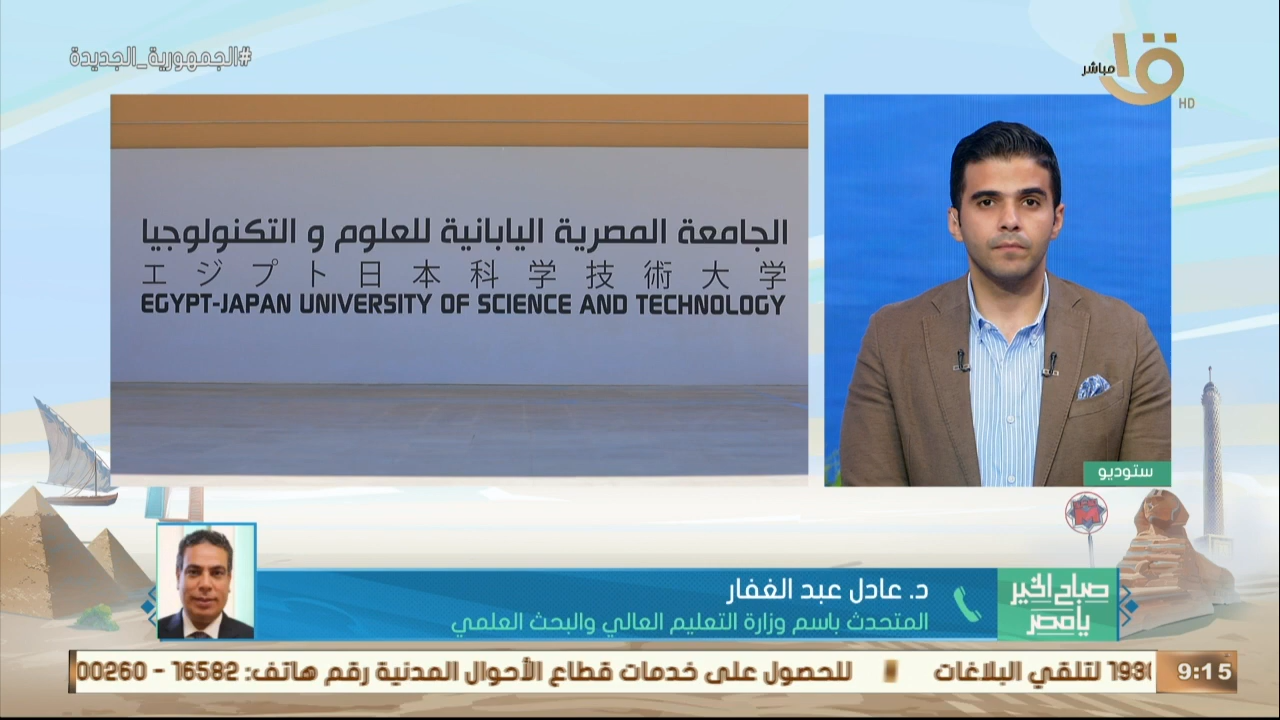 #الجمهورية_الجديدة
مباشر
HD
الجامعة المصرية اليابانية للعلوم و التكنولوجيا
エジプト日本科学技術大学
EGYPT-JAPAN UNIVERSITY OF SCIENCE AND TECHNOLOGY
ستوديو
صباح الخير
يا مصر
د. عادل عبد الغفار
المتحدث باسم وزارة التعليم العالي والبحث العلمي
لتلقي البلاغات
للحصول على خدمات قطاع الأحوال المدنية رقم هاتف: 16582 - 00260
9:15